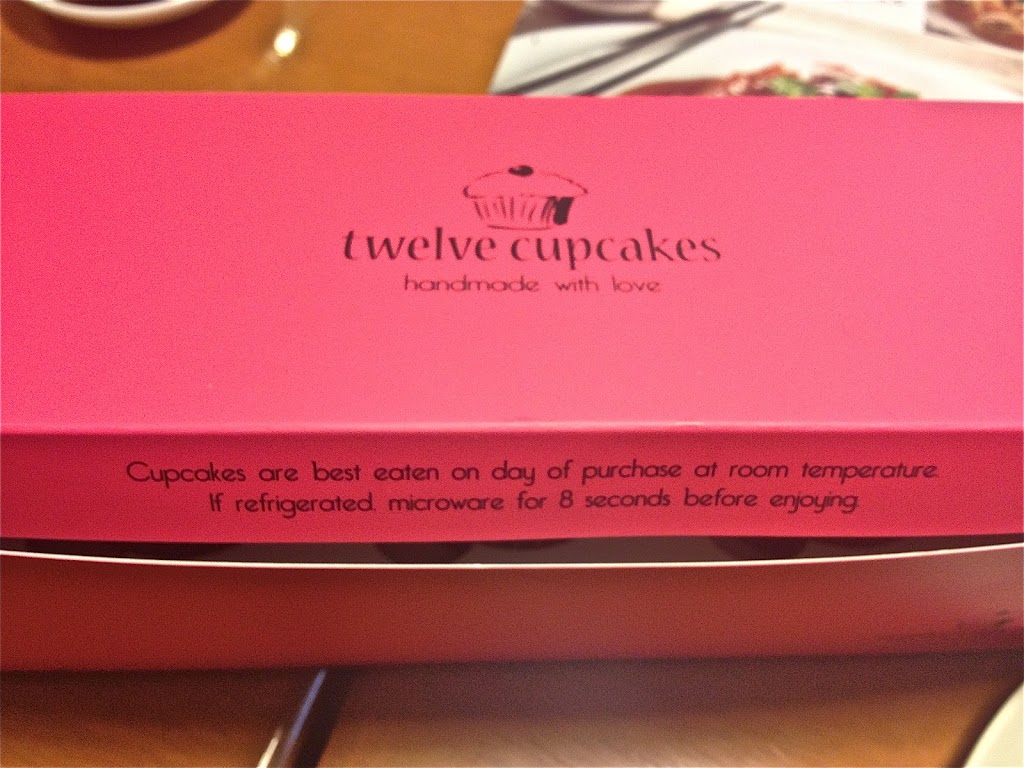 twelve cupcakes
handmade with love
Cupcakes are best eaten on day of purchase at room temperature.
If refrigerated, microware for 8 seconds before enjoying.